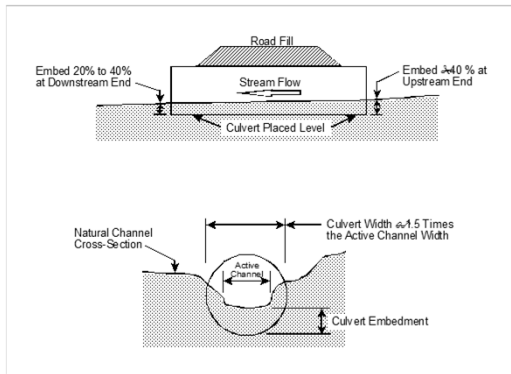 Road Fill
Embed 20% to 40%
at Downstream End
Stream Flow
Embed 40 % at
Upstream End
Culvert Placed Level
Natural Channel
Cross-Section
Active
Channel
Culvert Width 1.5 Times
the Active Channel Width
Culvert Embedment